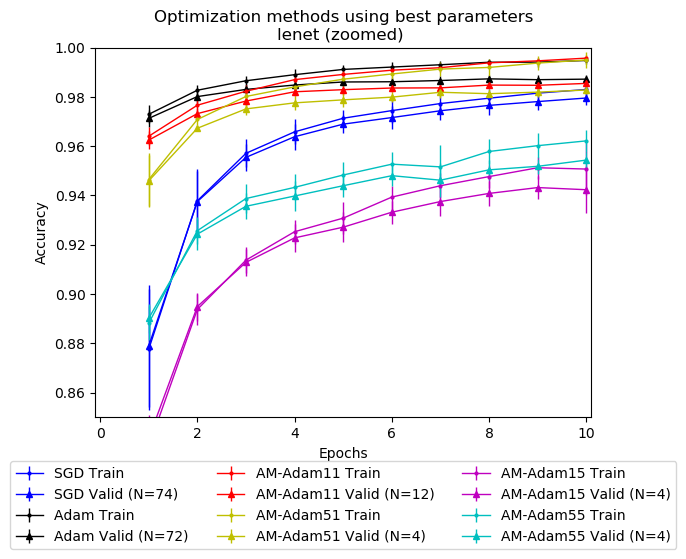 Optimization methods using best parameters
lenet (zoomed)
1.00
0.98
0.96
0.94
0.92
0.90
0.88
0.86
Accuracy
0 2 4 6 8 10
Epochs
SGD Train
SGD Valid (N=74)
Adam Train
Adam Valid (N=72)
AM-Adam11 Train
AM-Adam11 Valid (N=12)
AM-Adam51 Train
AM-Adam51 Valid (N=4)
AM-Adam15 Train
AM-Adam15 Valid (N=4)
AM-Adam55 Train
AM-Adam55 Valid (N=4)